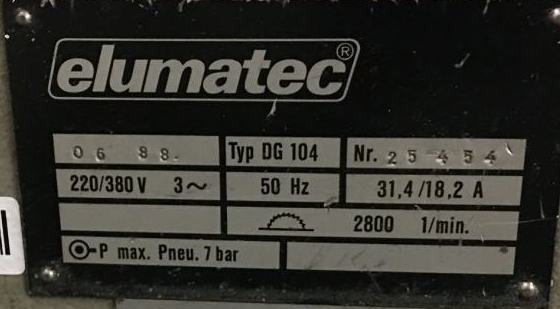 elumatec®
06 88. Typ DG 104 Nr. 25 454
220/380 V 3~ 50 Hz 31,4/18,2 A
2800 1/min.
P max. Pneu. 7 bar